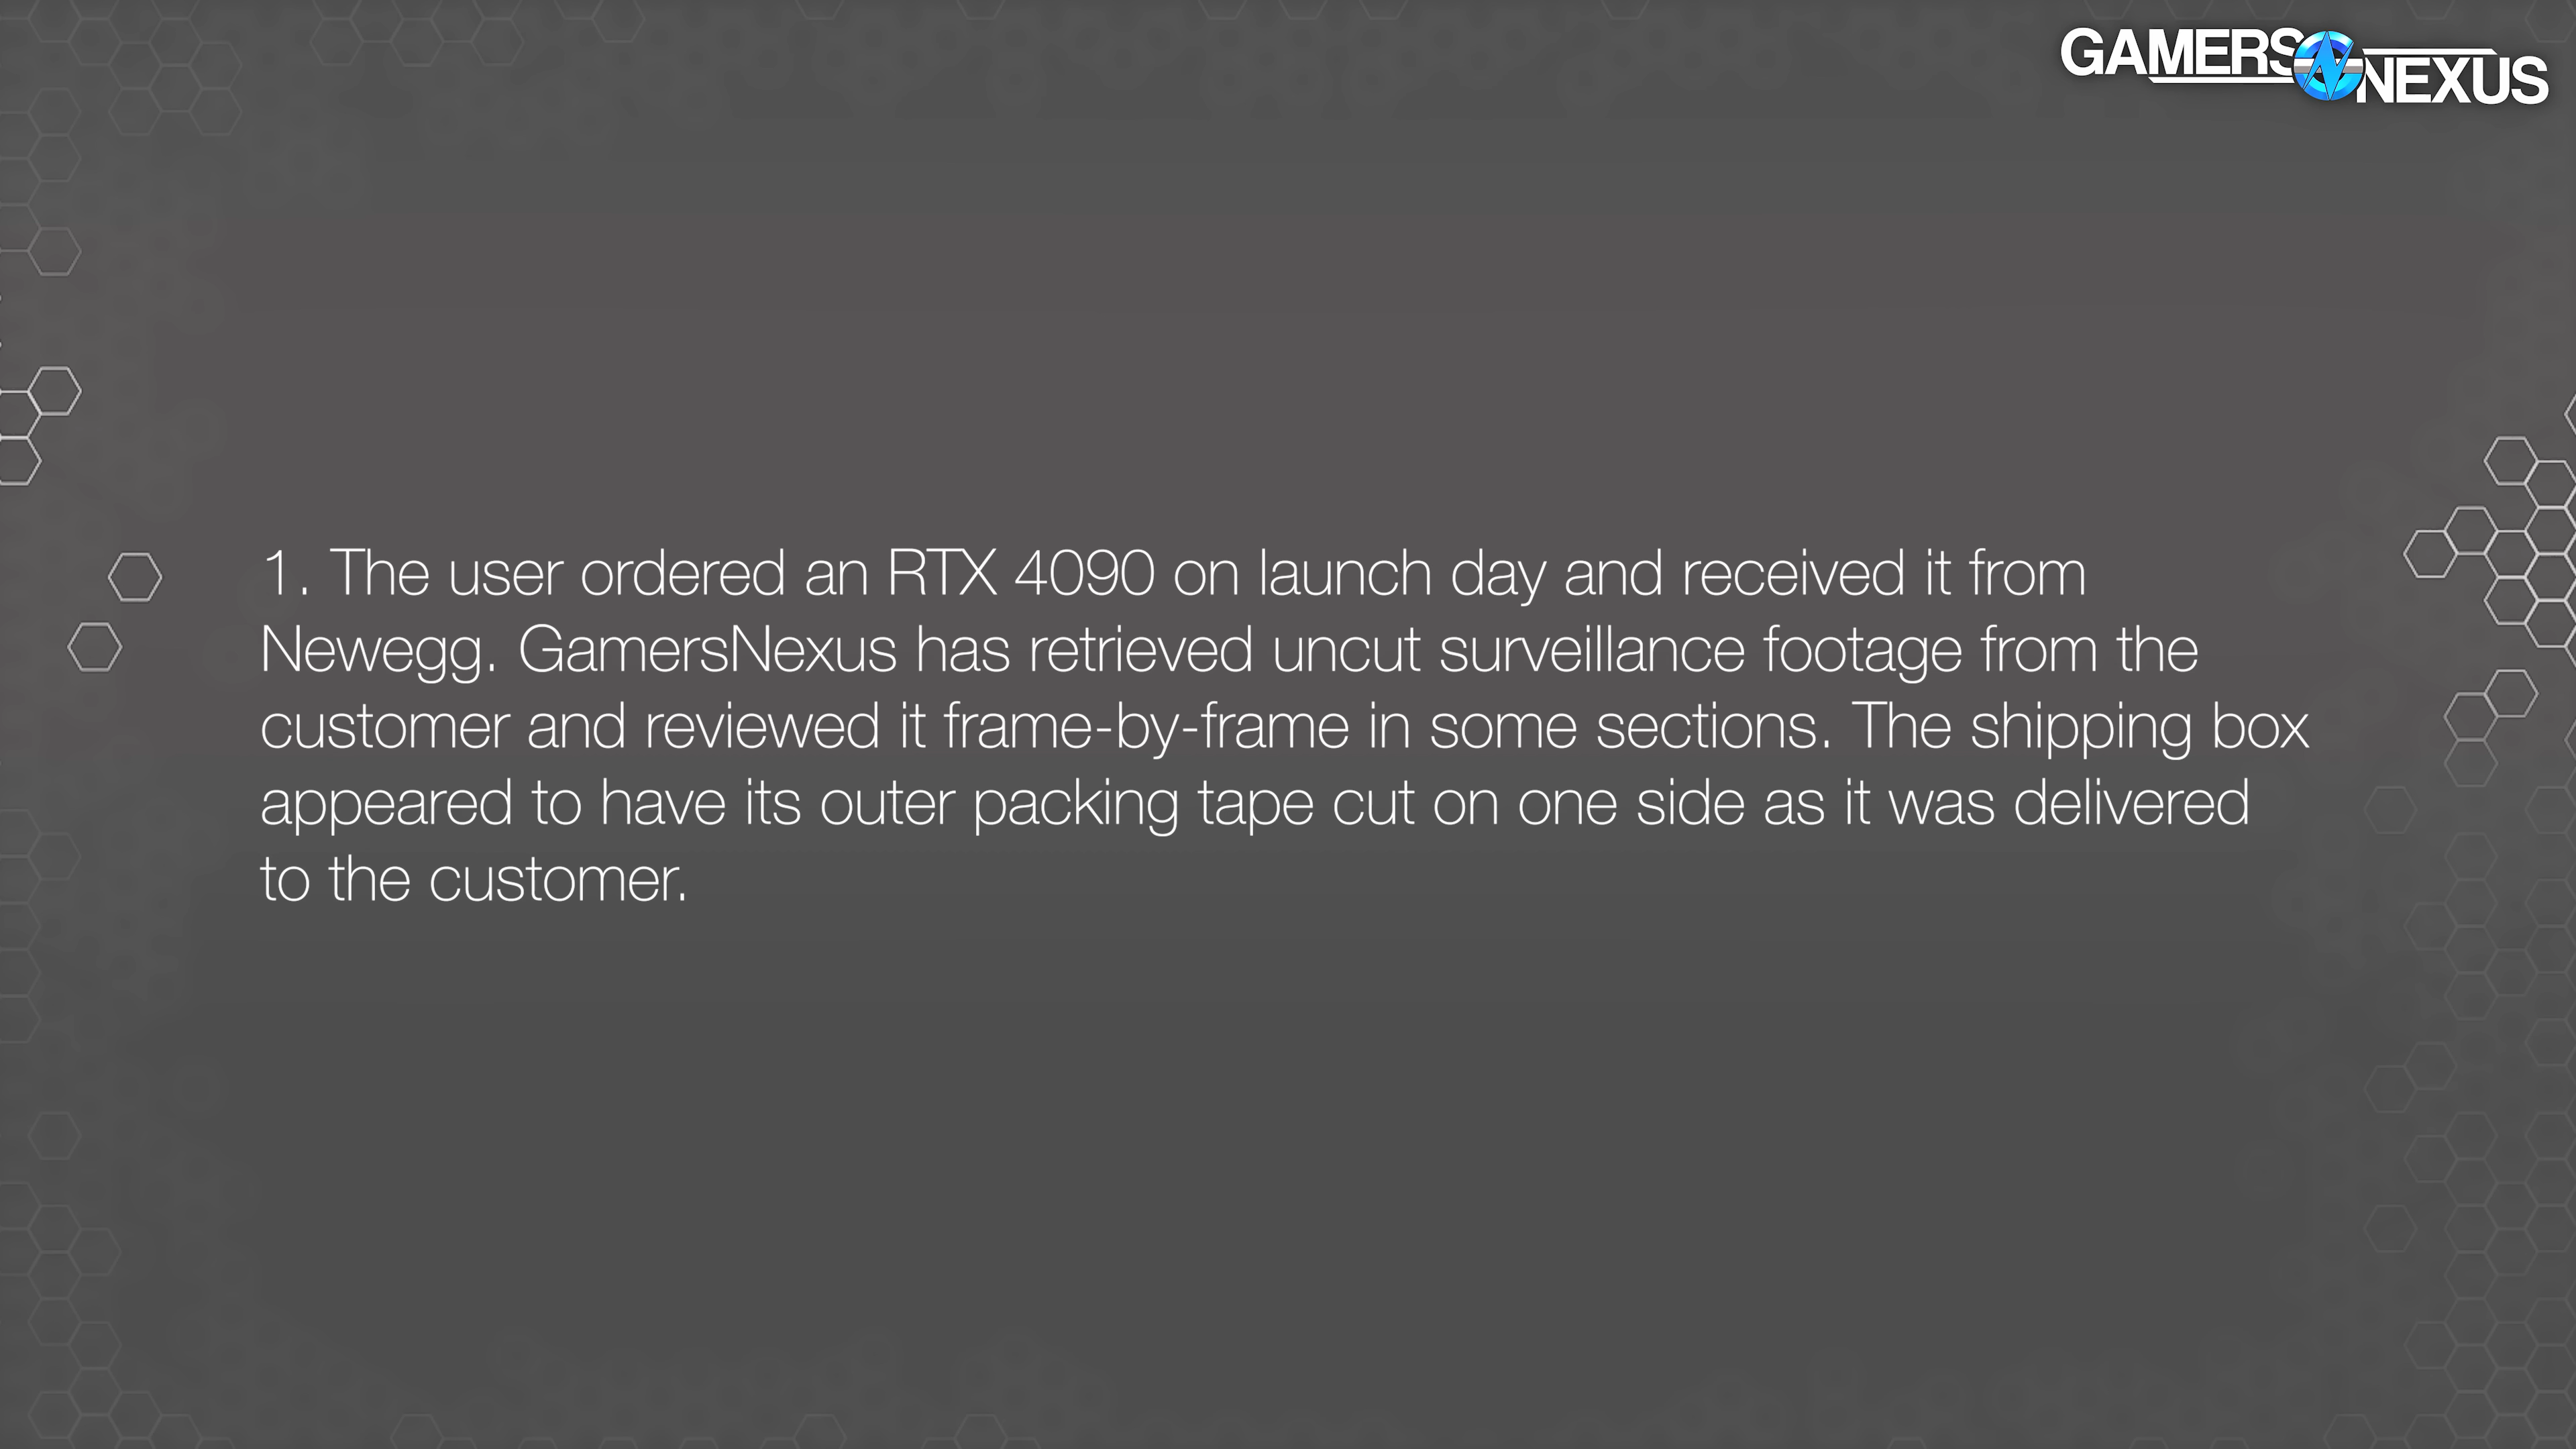 GAMERS NEXUS
1. The user ordered an RTX 4090 on launch day and received it from
Newegg. GamersNexus has retrieved uncut surveillance footage from the
customer and reviewed it frame-by-frame in some sections. The shipping box
appeared to have its outer packing tape cut on one side as it was delivered
to the customer.